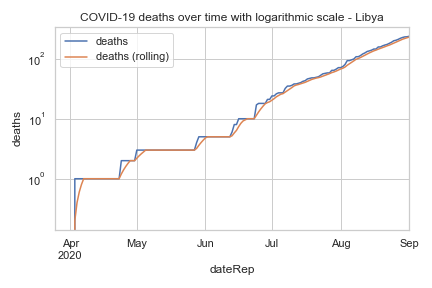 COVID-19 deaths over time with logarithmic scale - Libya
deaths
deaths (rolling)
deaths
10²
10¹
10⁰
Apr May Jun Jul Aug Sep
2020
dateRep